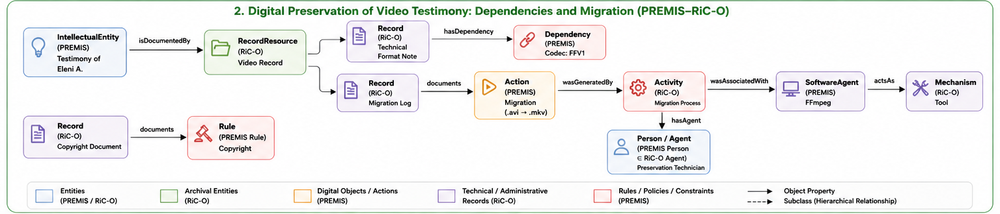 2. Digital Preservation of Video Testimony: Dependencies and Migration (PREMIS–RiC-O)
IntellectualEntity
(PREMIS)
Testimony of
Eleni A.
isDocumentedBy
RecordResource
(RiC-O)
Video Record
Record
(RiC-O)
Technical
Format Note
hasDependency
Dependency
(PREMIS)
Codec: FFV1
Record
(RiC-O)
Migration Log
documents
Action
(PREMIS)
Migration
(.avi → .mkv)
wasGeneratedBy
Activity
(RiC-O)
Migration Process
wasAssociatedWith
SoftwareAgent
(PREMIS)
FFmpeg
actsAs
Mechanism
(RiC-O)
Tool
hasAgent
Person / Agent
(PREMIS Person
∈ RiC-O Agent)
Preservation Technician
Record
(RiC-O)
Copyright Document
documents
Rule
(PREMIS Rule)
Copyright
Entities
(PREMIS / RiC-O)
Archival Entities
(RiC-O)
Digital Objects / Actions
(PREMIS)
Technical / Administrative
Records (RiC-O)
Rules / Policies / Constraints
(PREMIS)
Object Property
Subclass (Hierarchical Relationship)